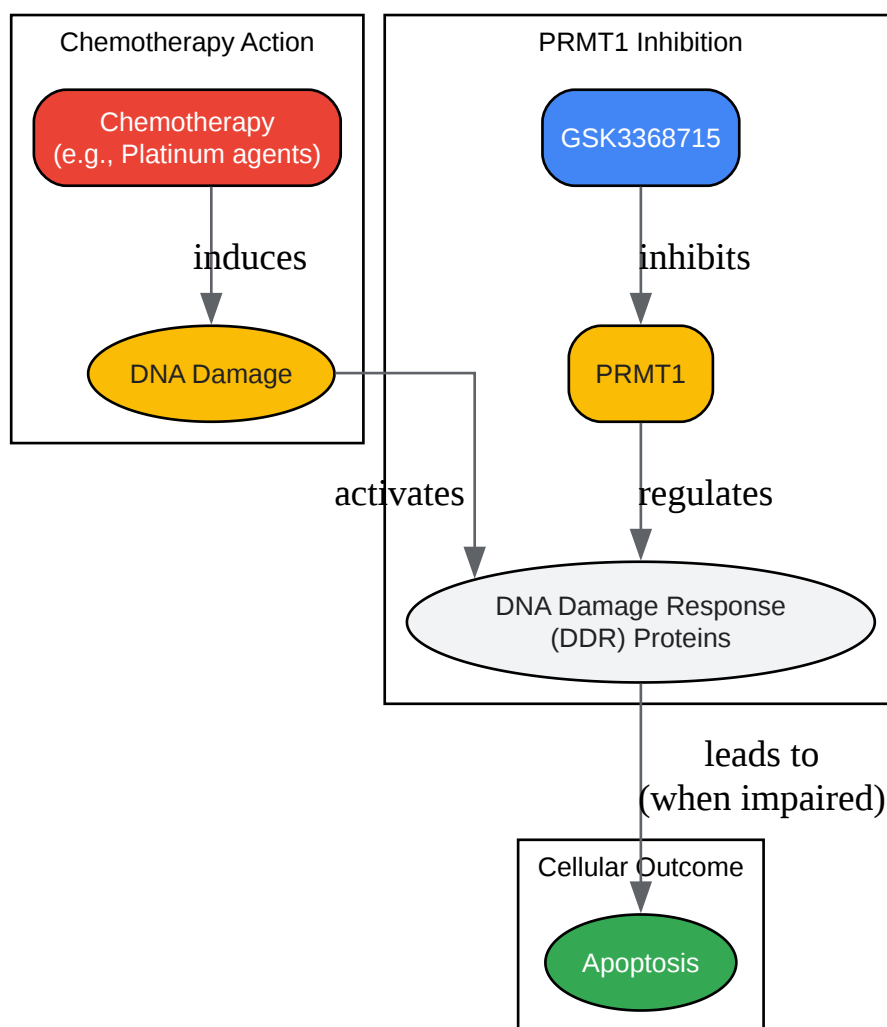 Chemotherapy Action
Chemotherapy
(e.g., Platinum agents)
induces
DNA Damage
activates
PRMT1 Inhibition
GSK3368715
inhibits
PRMT1
regulates
DNA Damage Response
(DDR) Proteins
leads to
(when impaired)
Cellular Outcome
Apoptosis